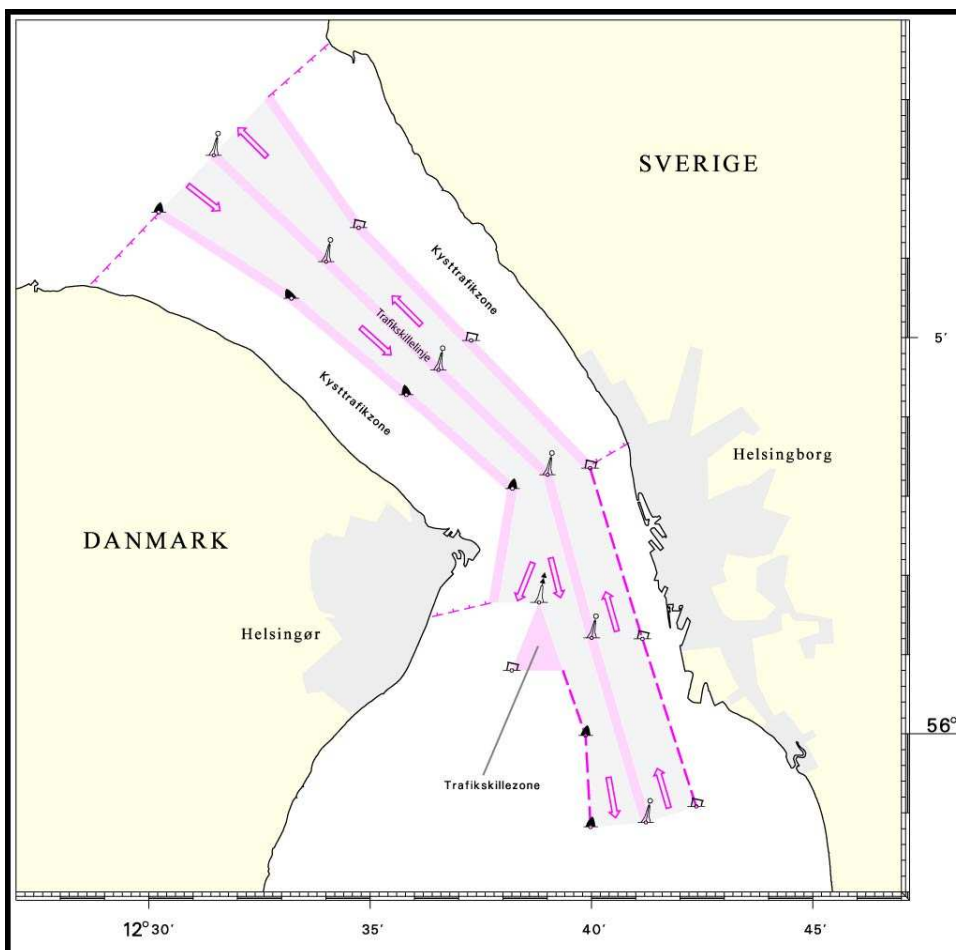 SVERIGE
Kysttrafikzone
Trafikskillelinje
5′
Kysttrafikzone
Helsingborg
DANMARK
Helsingør
56°
Trafikskillezone
12°30′
35′
40′
45′